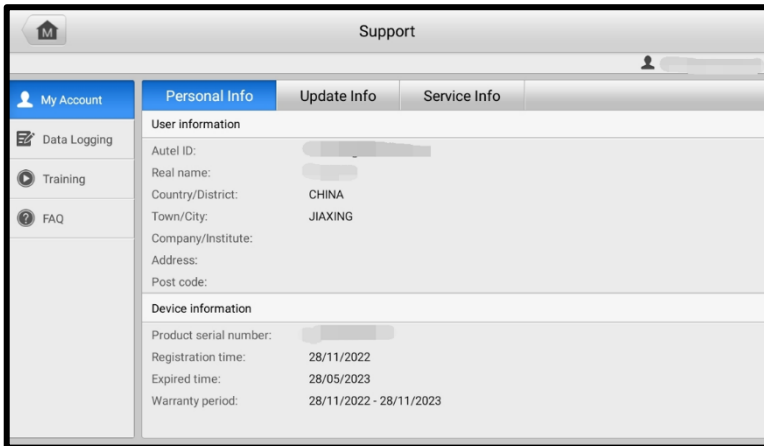 M
Support
My Account
Data Logging
Training
FAQ
Personal Info Update Info Service Info
User information
Autel ID:
Real name:
Country/District: CHINA
Town/City: JIAXING
Company/Institute:
Address:
Post code:
Device information
Product serial number:
Registration time: 28/11/2022
Expired time: 28/05/2023
Warranty period: 28/11/2022 - 28/11/2023